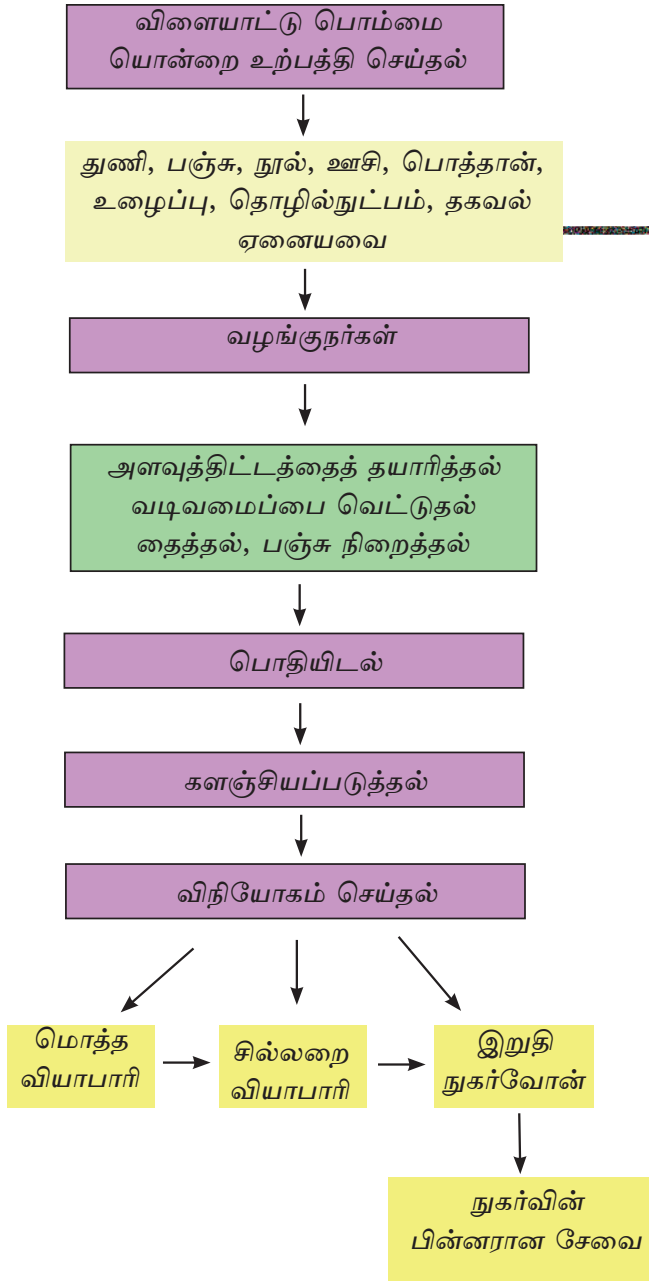 விளையாட்டு பொம்மை
யொன்றை உற்பத்தி செய்தல்
துணி, பஞ்சு, நூல், ஊசி, பொத்தான்,
உழைப்பு, தொழில்நுட்பம், தகவல்
ஏனையவை
வழங்குநர்கள்
அளவுத்திட்டத்தைத் தயாரித்தல்
வடிவமைப்பை வெட்டுதல்
தைத்தல், பஞ்சு நிறைத்தல்
பொதியிடல்
களஞ்சியப்படுத்தல்
விநியோகம் செய்தல்
மொத்த
வியாபாரி
சில்லறை
வியாபாரி
இறுதி
நுகர்வோன்
நுகர்வின்
பின்னரான சேவை